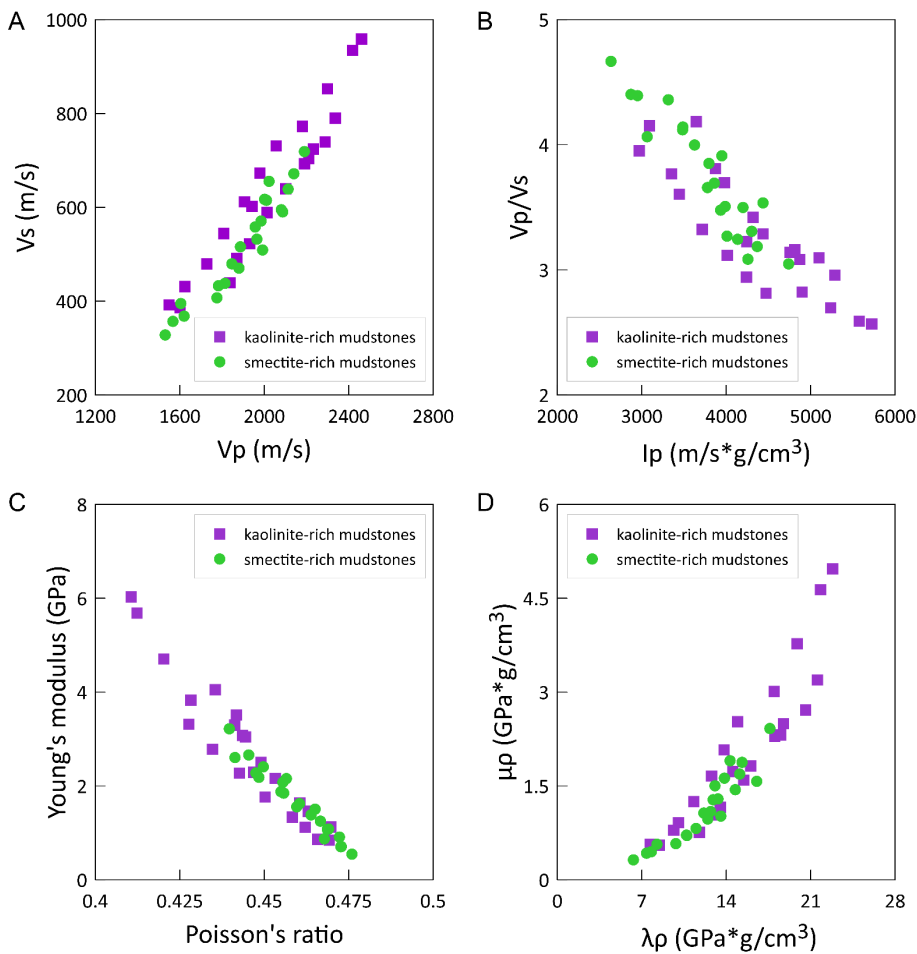 A
1000
800
600
400
200
Vs (m/s)
kaolinite-rich mudstones
smectite-rich mudstones
1200 1600 2000 2400 2800
Vp (m/s)
B
5
4
3
2
Vp/Vs
kaolinite-rich mudstones
smectite-rich mudstones
2000 3000 4000 5000 6000
Ip (m/s*g/cm³)
C
8
6
4
2
0
Young's modulus (GPa)
kaolinite-rich mudstones
smectite-rich mudstones
0.4 0.425 0.45 0.475 0.5
Poisson's ratio
D
6
4.5
3
1.5
0
μρ (GPa*g/cm³)
kaolinite-rich mudstones
smectite-rich mudstones
0 7 14 21 28
λρ (GPa*g/cm³)